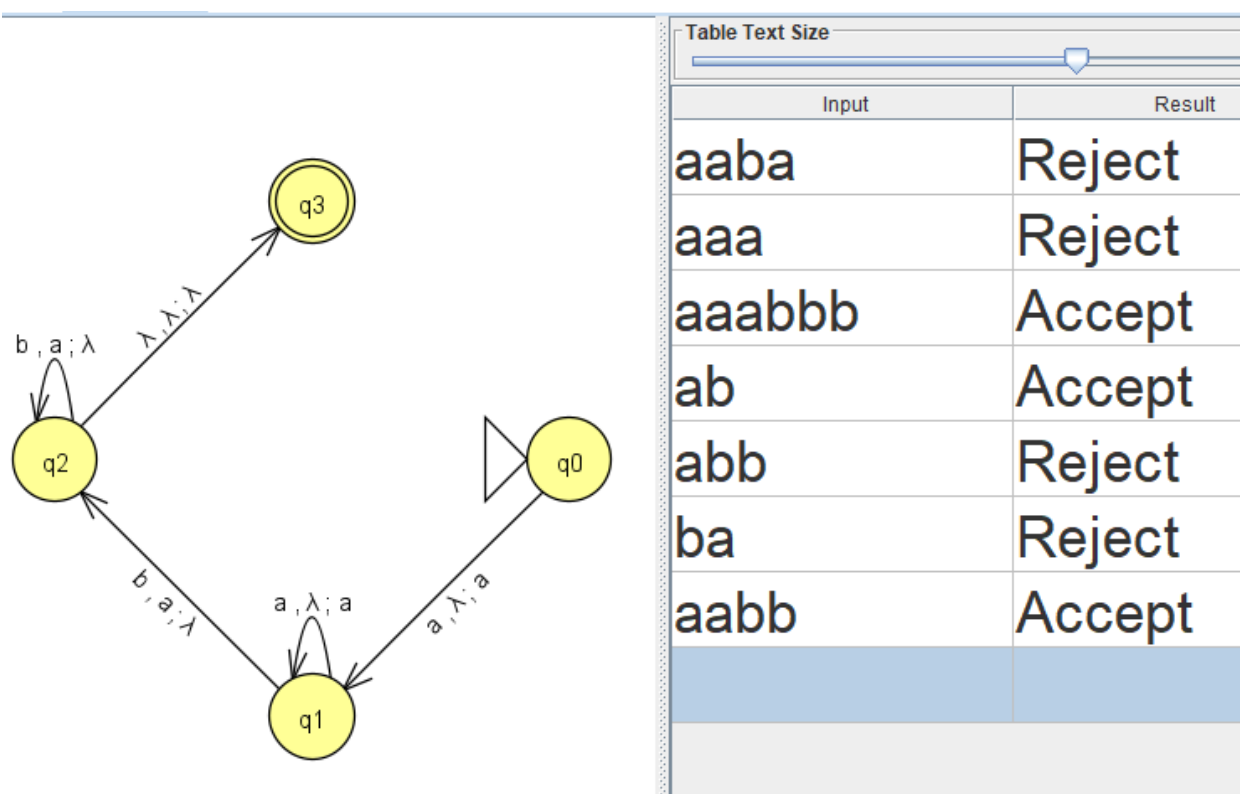 Table Text Size
Input Result
aaba Reject
aaa Reject
aaabbb Accept
ab Accept
abb Reject
ba Reject
aabb Accept
q3
λ , λ ; λ
b , a ; λ
q2
q0
b , a ; λ
a , λ ; a
a , λ ; a
q1